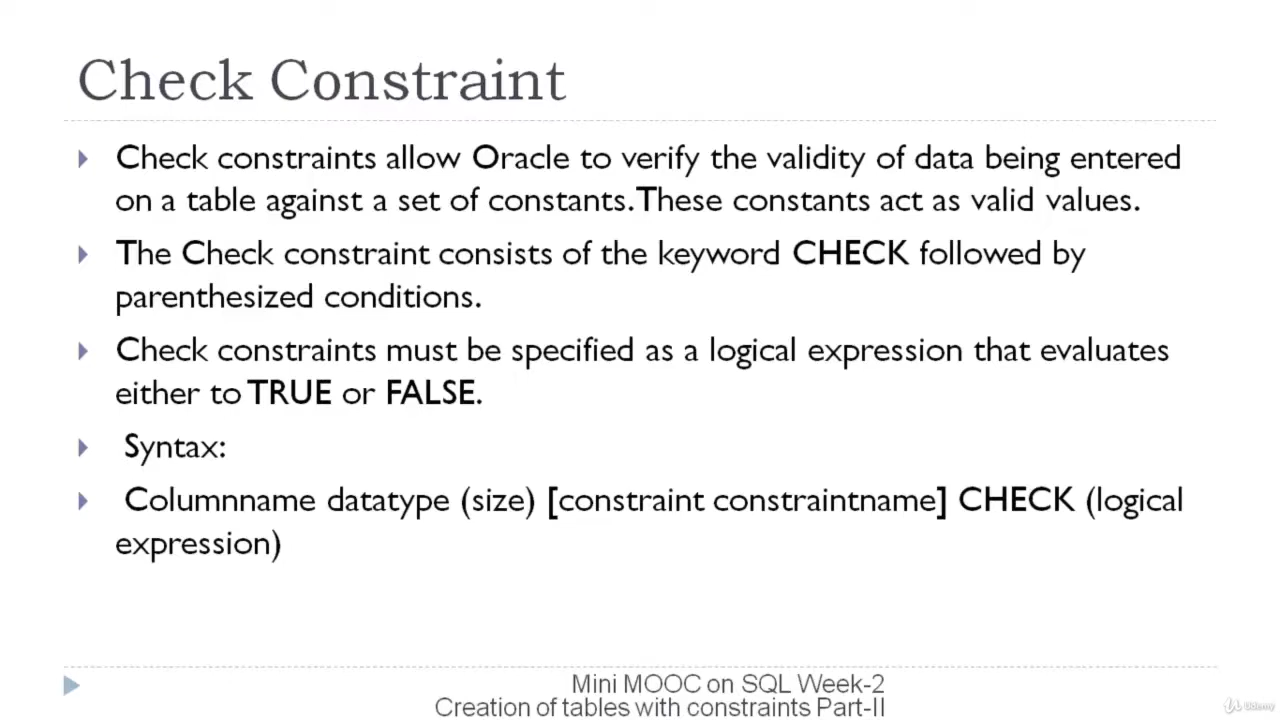 Check Constraint
Check constraints allow Oracle to verify the validity of data being entered
on a table against a set of constants.These constants act as valid values.
The Check constraint consists of the keyword CHECK followed by
parenthesized conditions.
Check constraints must be specified as a logical expression that evaluates
either to TRUE or FALSE.
Syntax:
Columnname datatype (size) [constraint constraintname] CHECK (logical
expression)
Mini MOOC on SQL Week-2
Creation of tables with constraints Part-II
Udemy